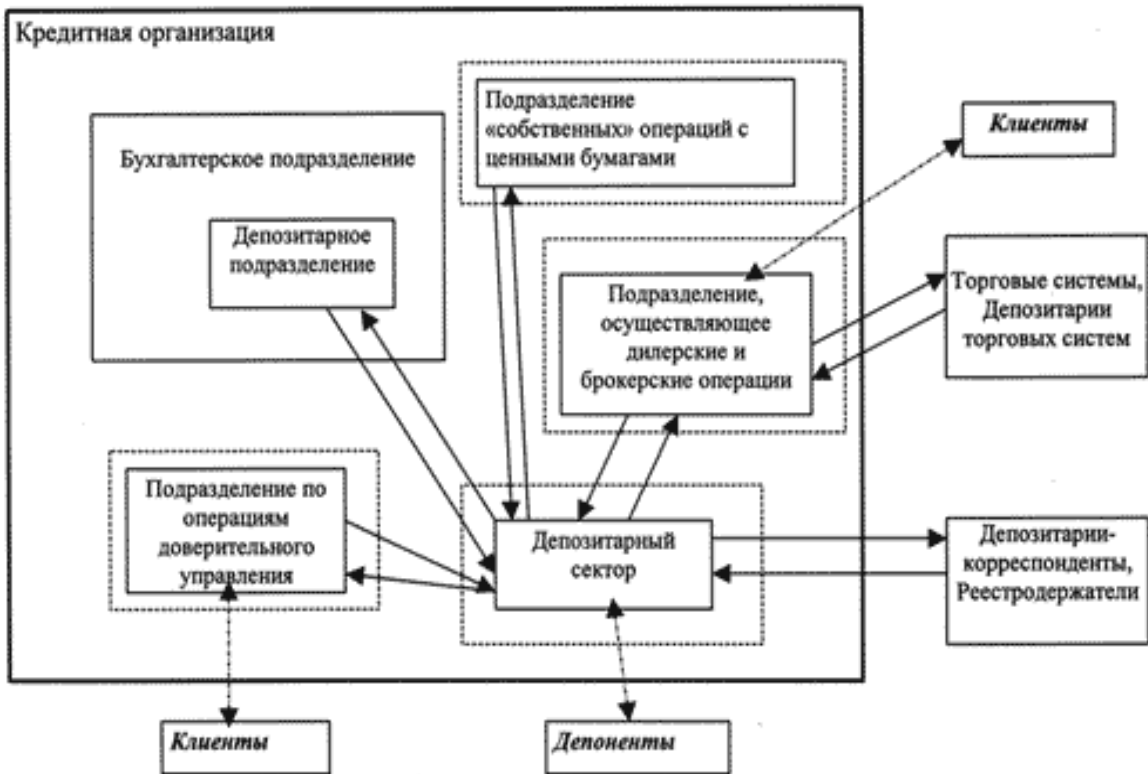 Кредитная организация
Подразделение
«собственных» операций с
ценными бумагами
Клиенты
Бухгалтерское подразделение
Депозитарное
подразделение
Подразделение,
осуществляющее
дилерские и
брокерские операции
Торговые системы,
Депозитарии
торговых систем
Подразделение по
операциям
доверительного
управления
Депозитарный
сектор
Депозитарии-
корреспонденты,
Реестродержатели
Клиенты
Депоненты